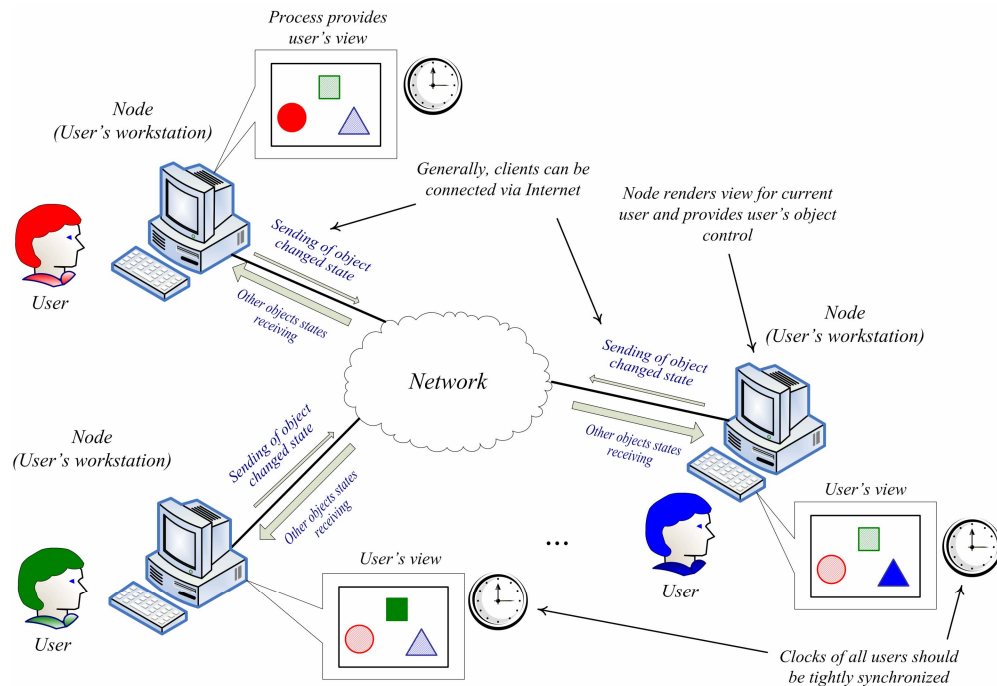 Process provides
user's view
Node
(User's workstation)
Generally, clients can be
connected via Internet
Node renders view for current
user and provides user's object
control
Sending of object
changed state
Other objects states
receiving
User
Node
(User's workstation)
Sending of object
changed state
Other objects states
receiving
Network
Node
(User's workstation)
Sending of object
changed state
Other objects states
receiving
User's view
User
...
User's view
User
Clocks of all users should
be tightly synchronized